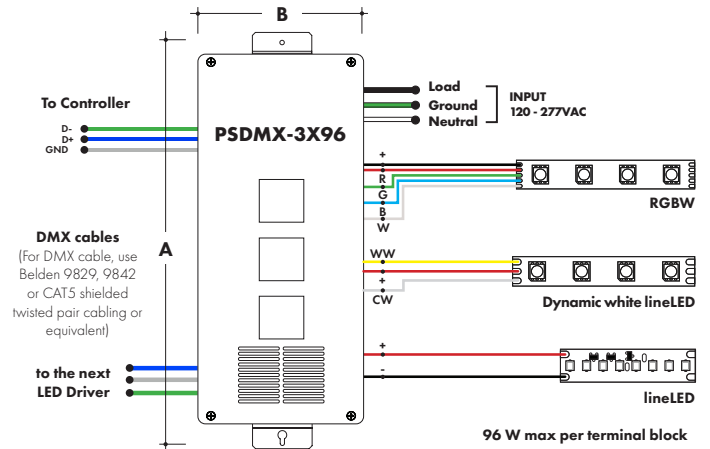 B
To Controller
D-
D+
GND
PSDMX-3X96
Load
Ground
Neutral
INPUT
120 - 277VAC
+
R
G
B
W
RGBW
DMX cables
(For DMX cable, use
Belden 9829, 9842
or CAT5 shielded
twisted pair cabling or
equivalent)
A
WW
+
CW
Dynamic white lineLED
to the next
LED Driver
+
-
lineLED
96 W max per terminal block